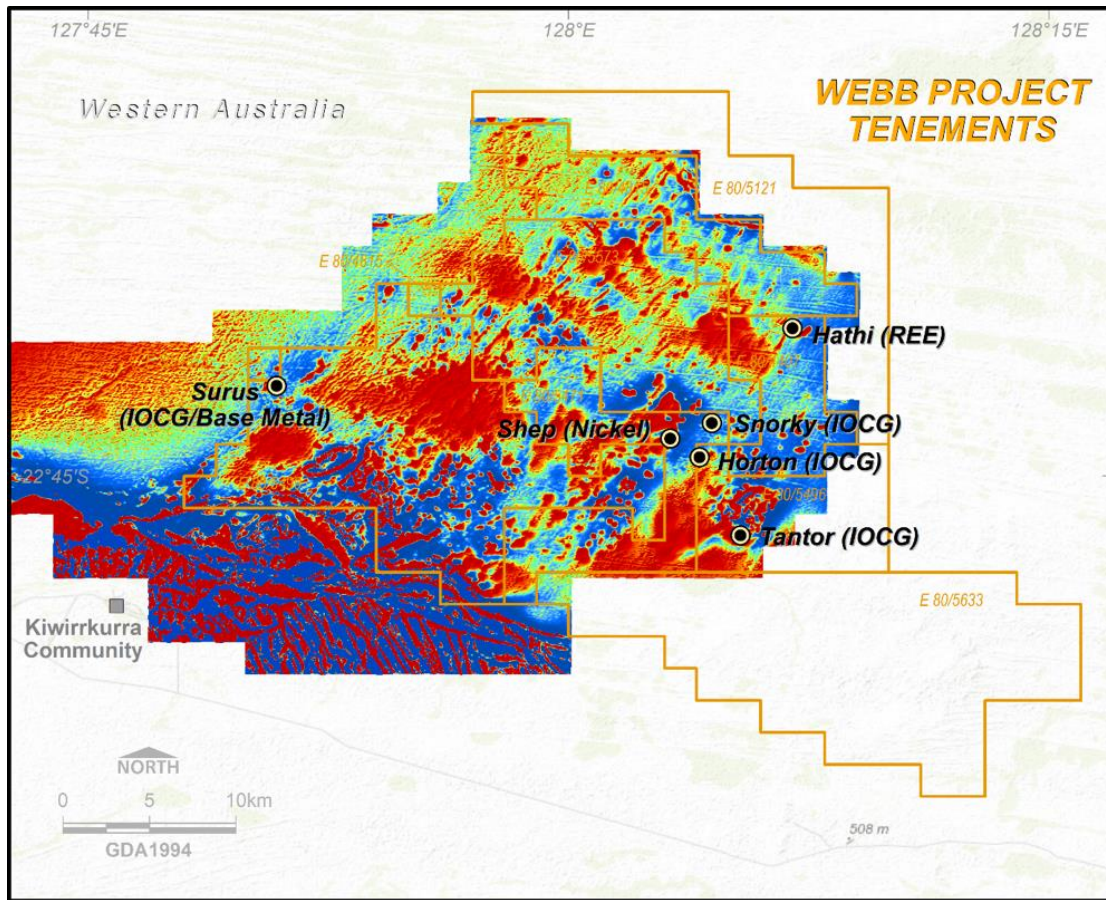 127°45'E
128°E
128°15'E
Western Australia
WEBB PROJECT
TENEMENTS
E 80/5121
E 80/4815
Hathi (REE)
Surus
(IOCG/Base Metal)
Snorky (IOCG)
Shep (Nickel)
Horton (IOCG)
22°45'S
E 80/5496
Tantor (IOCG)
E 80/5633
Kiwirrkurra
Community
NORTH
0 5 10km
GDA1994
508 m